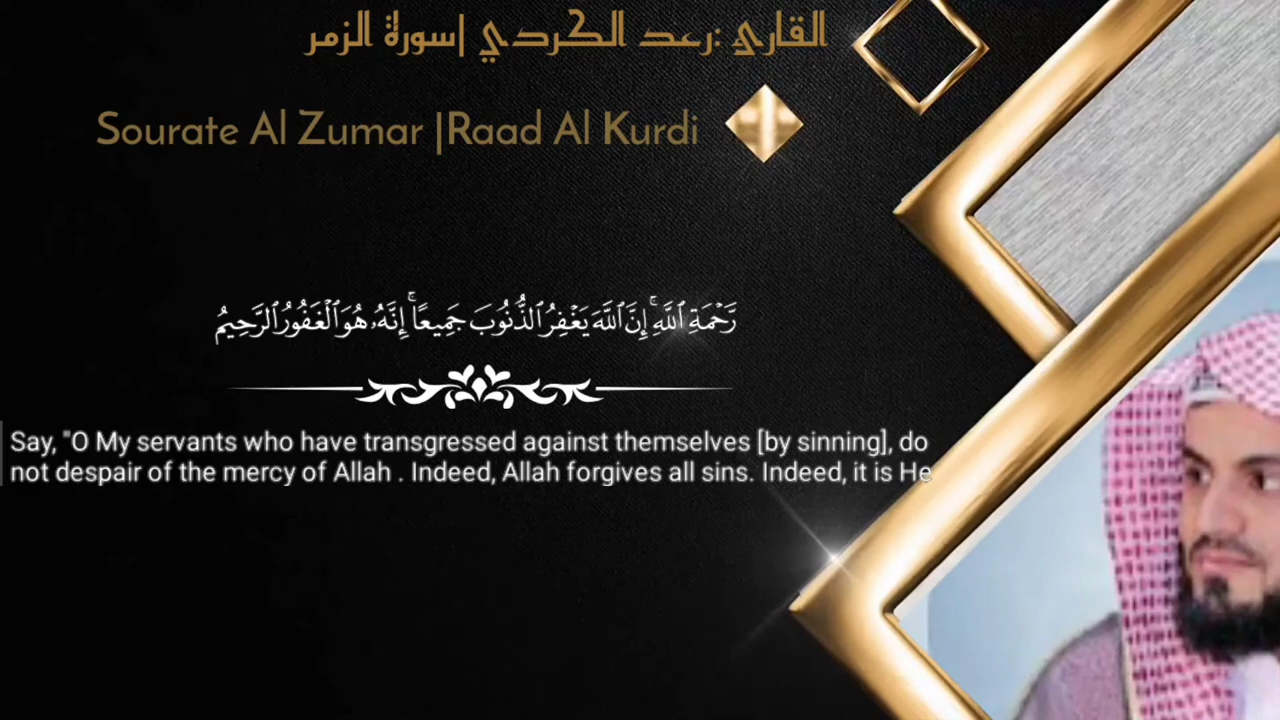 القارئ :رعد الكردي |سورة الزمر
Sourate Al Zumar |Raad Al Kurdi
رَّحْمَةِ ٱللَّهِ ۚ إِنَّ ٱللَّهَ يَغْفِرُ ٱلذُّنُوبَ جَمِيعًا ۚ إِنَّهُۥ هُوَ ٱلْغَفُورُ ٱلرَّحِيمُ
Say, "O My servants who have transgressed against themselves [by sinning], do
not despair of the mercy of Allah . Indeed, Allah forgives all sins. Indeed, it is He